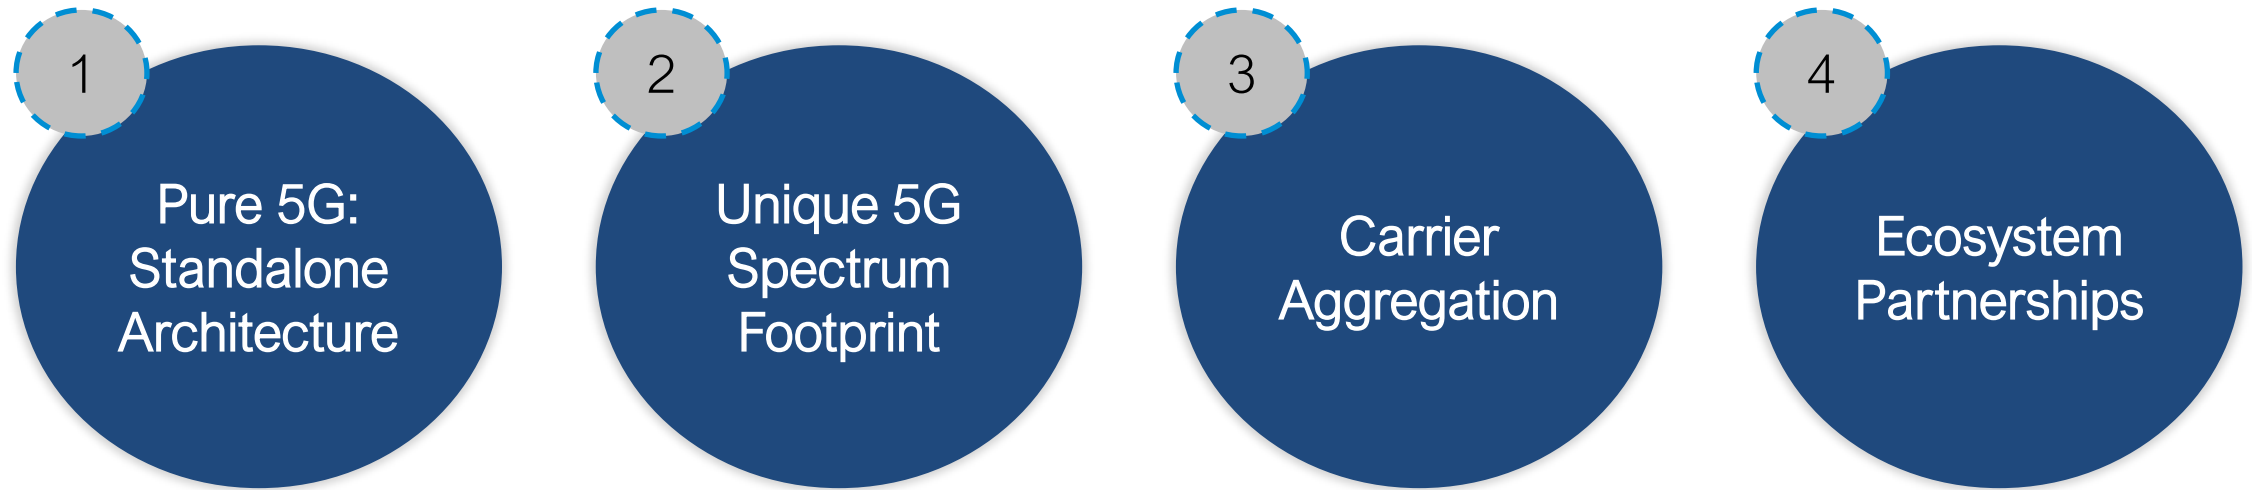 1
Pure 5G:
Standalone
Architecture
2
Unique 5G
Spectrum
Footprint
3
Carrier
Aggregation
4
Ecosystem
Partnerships